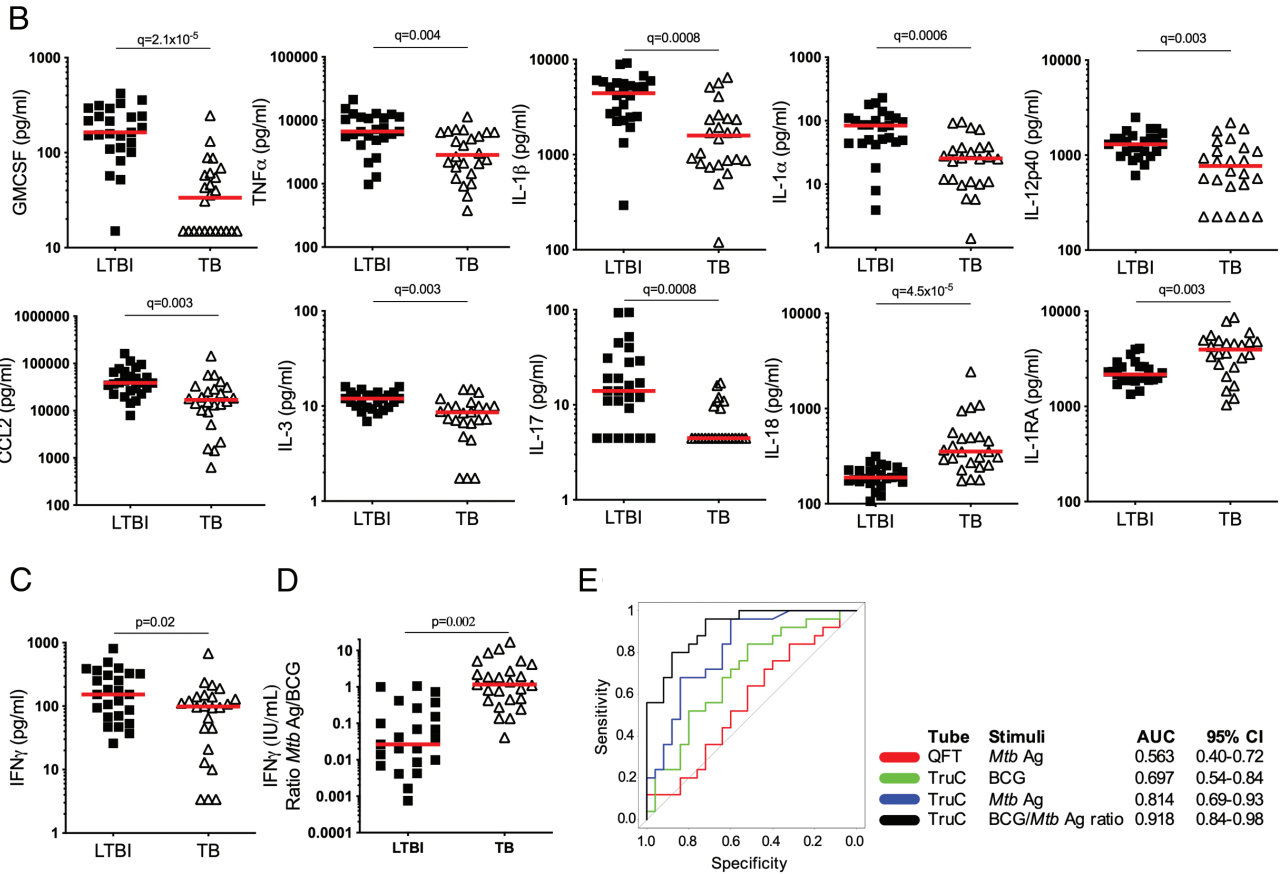 B
q=2.1x10-5
GMCSF (pg/ml)
1000
100
10
LTBI TB
q=0.004
TNFα (pg/ml)
100000
10000
1000
100
LTBI TB
q=0.0008
IL-1β (pg/ml)
10000
1000
100
LTBI TB
q=0.0006
IL-1α (pg/ml)
1000
100
10
1
LTBI TB
q=0.003
IL-12p40 (pg/ml)
10000
1000
100
LTBI TB
q=0.003
CCL2 (pg/ml)
1000000
100000
10000
1000
100
LTBI TB
q=0.003
IL-3 (pg/ml)
100
10
1
LTBI TB
q=0.0008
IL-17 (pg/ml)
100
10
1
LTBI TB
q=4.5x10-5
IL-18 (pg/ml)
10000
1000
100
LTBI TB
q=0.003
IL-1RA (pg/ml)
10000
1000
100
LTBI TB
C
p=0.02
IFNγ (pg/ml)
1000
100
10
1
LTBI TB
D
p=0.002
IFNγ (IU/mL)
Ratio Mtb Ag/BCG
10
1
0.1
0.01
0.001
0.0001
LTBI TB
E
Sensitivity
1
0.8
0.6
0.4
0.2
0.0
1.0 0.8 0.6 0.4 0.2 0.0
Specificity
Tube Stimuli AUC 95% CI
QFT Mtb Ag 0.563 0.40-0.72
TruC BCG 0.697 0.54-0.84
TruC Mtb Ag 0.814 0.69-0.93
TruC BCG/Mtb Ag ratio 0.918 0.84-0.98